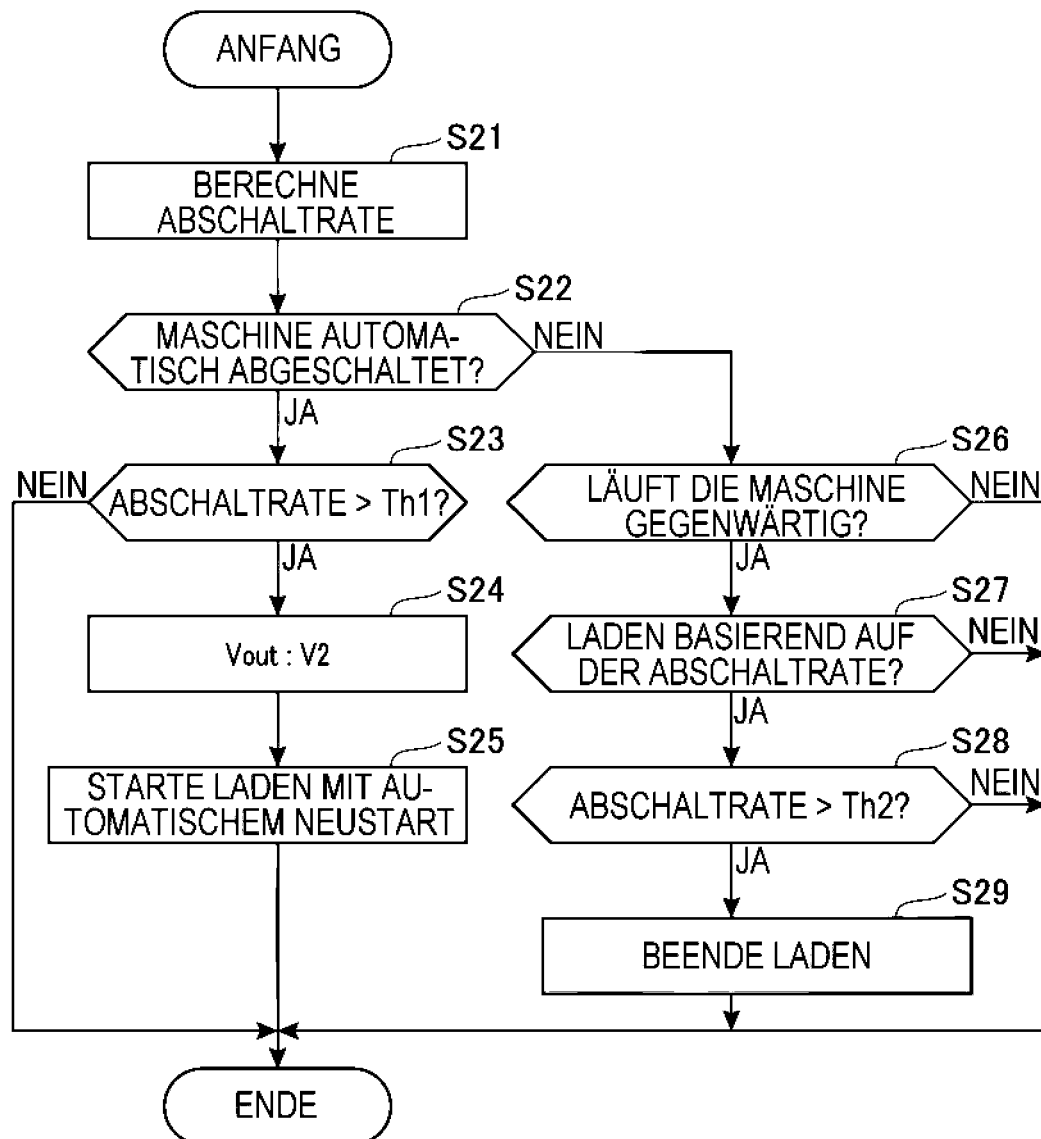 ANFANG
S21
BERECHNE
ABSCHALTRATE
S22
MASCHINE AUTOMA-
TISCH ABGESCHALTET?
NEIN
JA
S23
NEIN
ABSCHALTRATE > Th1?
JA
S24
Vout : V2
S25
STARTE LADEN MIT AU-
TOMATISCHEM NEUSTART
S26
LÄUFT DIE MASCHINE
GEGENWÄRTIG?
NEIN
JA
S27
LADEN BASIEREND AUF
DER ABSCHALTRATE?
NEIN
JA
S28
ABSCHALTRATE > Th2?
NEIN
JA
S29
BEENDE LADEN
ENDE